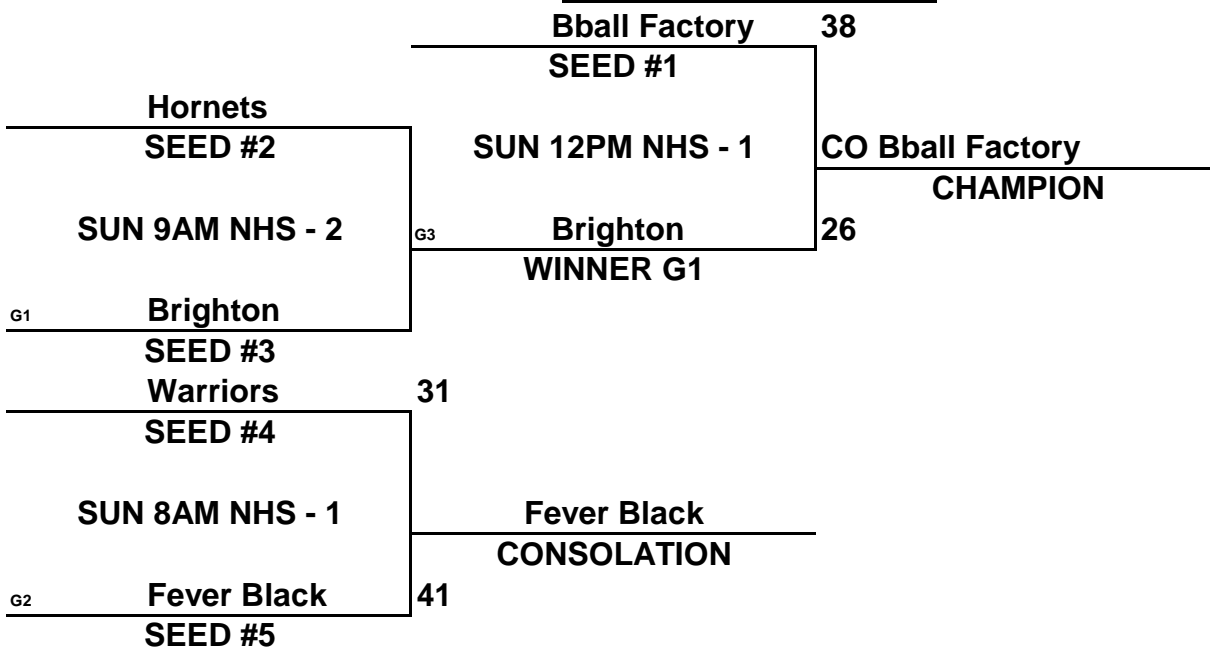 Bball Factory 38
SEED #1
Hornets
SEED #2
SUN 12PM NHS - 1
CO Bball Factory
CHAMPION
SUN 9AM NHS - 2
G3 Brighton 26
WINNER G1
G1 Brighton
SEED #3
Warriors 31
SEED #4
SUN 8AM NHS - 1
Fever Black
CONSOLATION
G2 Fever Black 41
SEED #5